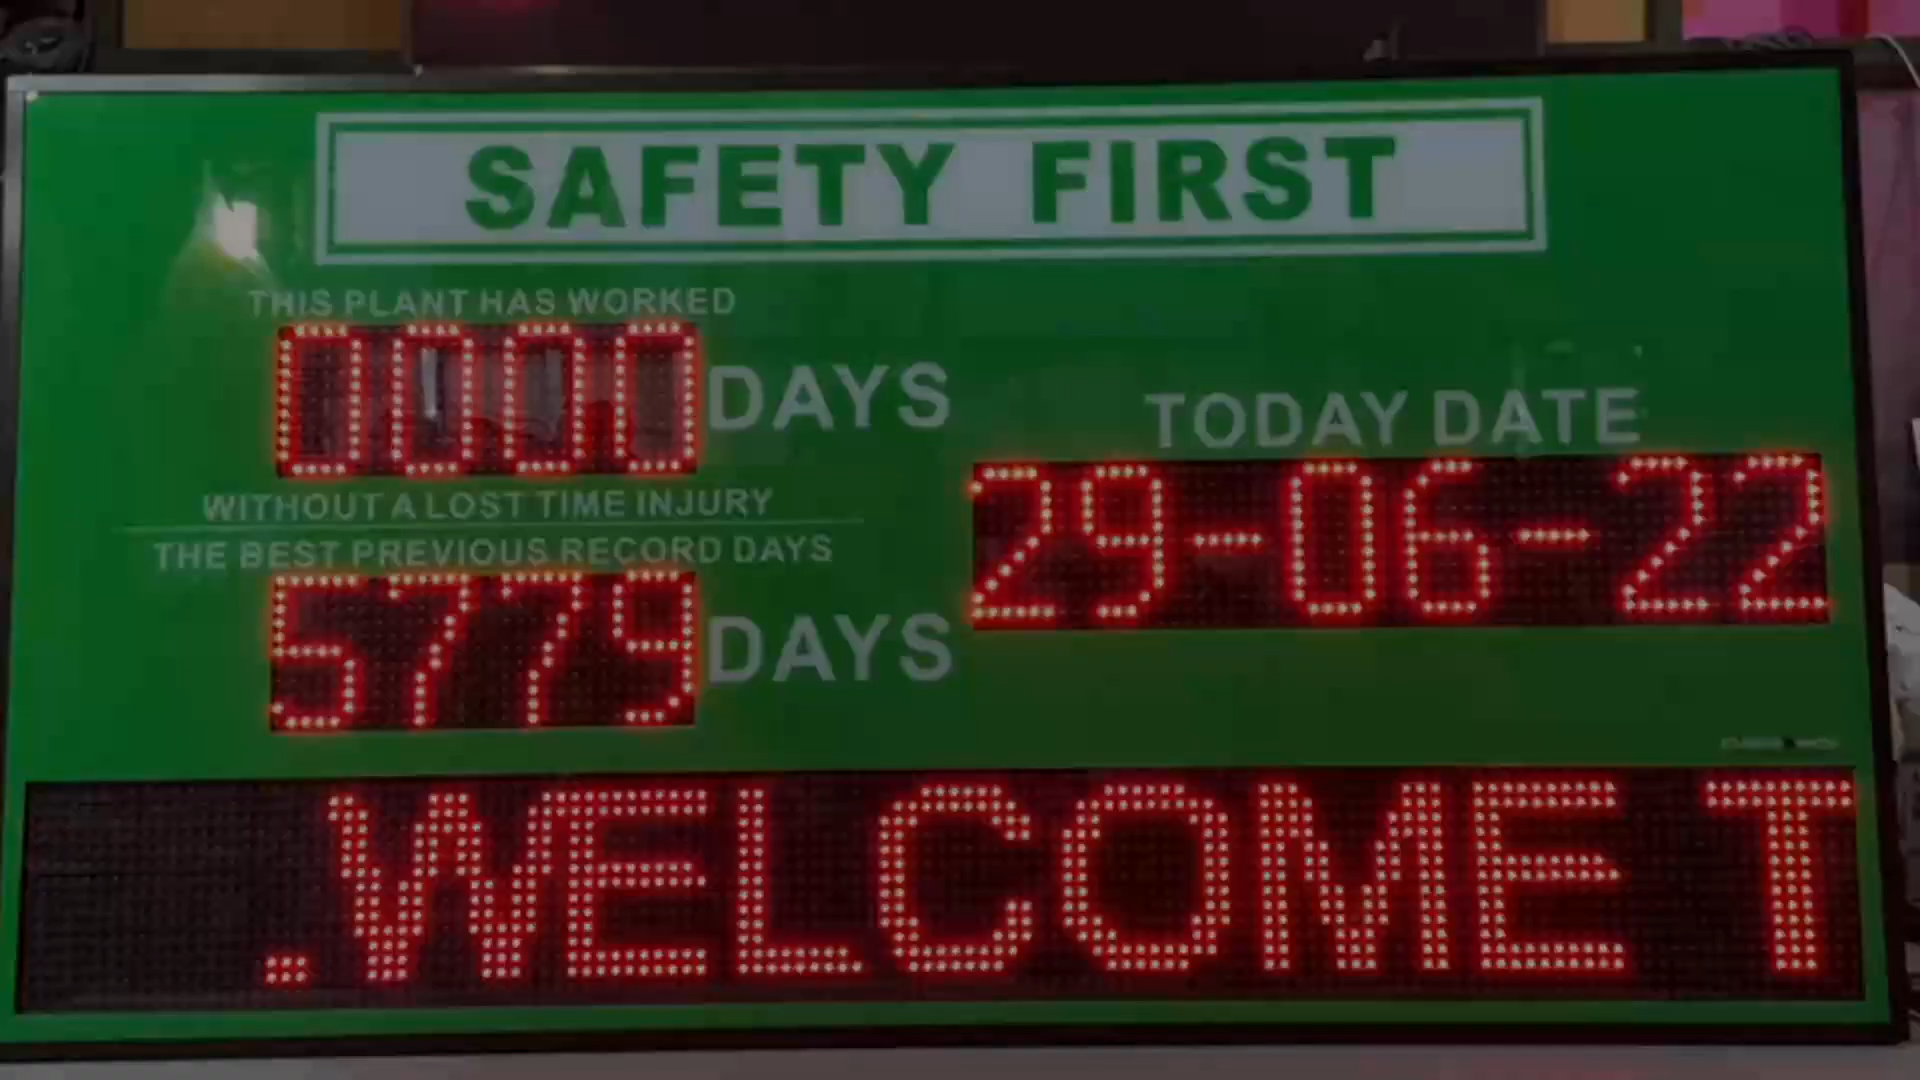 SAFETY FIRST
THIS PLANT HAS WORKED
0000 DAYS
WITHOUT A LOST TIME INJURY
THE BEST PREVIOUS RECORD DAYS
5779 DAYS
TODAY DATE
29-06-22
.WELCOME T